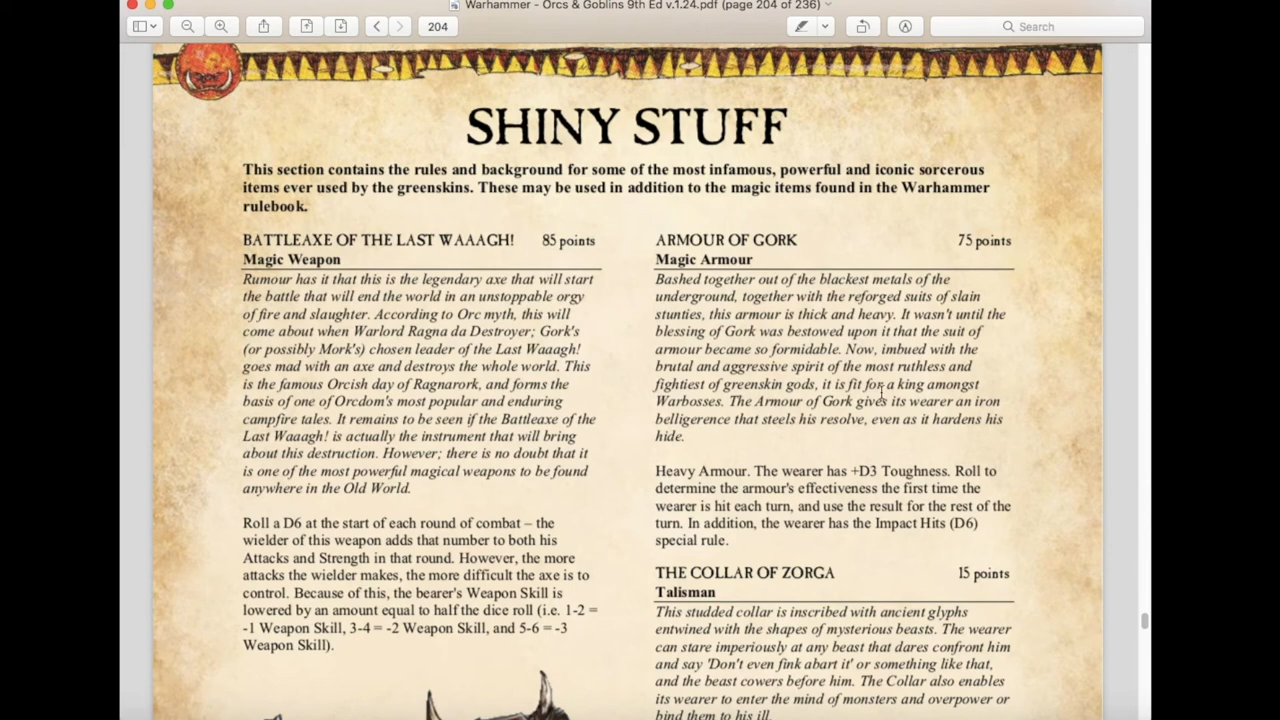 Warhammer - Orcs & Goblins 9th Ed v.1.24.pdf (page 204 of 236)
204
Search
SHINY STUFF
This section contains the rules and background for some of the most infamous, powerful and iconic sorcerous
items ever used by the greenskins. These may be used in addition to the magic items found in the Warhammer
rulebook.
BATTLEAXE OF THE LAST WAAAGH! 85 points
Magic Weapon
Rumour has it that this is the legendary axe that will start
the battle that will end the world in an unstoppable orgy
of fire and slaughter. According to Orc myth, this will
come about when Warlord Ragna da Destroyer; Gork's
(or possibly Mork's) chosen leader of the Last Waaagh!
goes mad with an axe and destroys the whole world. This
is the famous Orcish day of Ragnarork, and forms the
basis of one of Orcdom's most popular and enduring
campfire tales. It remains to be seen if the Battleaxe of the
Last Waaagh! is actually the instrument that will bring
about this destruction. However; there is no doubt that it
is one of the most powerful magical weapons to be found
anywhere in the Old World.
Roll a D6 at the start of each round of combat – the
wielder of this weapon adds that number to both his
Attacks and Strength in that round. However, the more
attacks the wielder makes, the more difficult the axe is to
control. Because of this, the bearer's Weapon Skill is
lowered by an amount equal to half the dice roll (i.e. 1-2 =
-1 Weapon Skill, 3-4 = -2 Weapon Skill, and 5-6 = -3
Weapon Skill).
ARMOUR OF GORK 75 points
Magic Armour
Bashed together out of the blackest metals of the
underground, together with the reforged suits of slain
stunties, this armour is thick and heavy. It wasn't until the
blessing of Gork was bestowed upon it that the suit of
armour became so formidable. Now, imbued with the
brutal and aggressive spirit of the most ruthless and
fightiest of greenskin gods, it is fit for a king amongst
Warbosses. The Armour of Gork gives its wearer an iron
belligerence that steels his resolve, even as it hardens his
hide.
Heavy Armour. The wearer has +D3 Toughness. Roll to
determine the armour's effectiveness the first time the
wearer is hit each turn, and use the result for the rest of the
turn. In addition, the wearer has the Impact Hits (D6)
special rule.
THE COLLAR OF ZORGA 15 points
Talisman
This studded collar is inscribed with ancient glyphs
entwined with the shapes of mysterious beasts. The wearer
can stare imperiously at any beast that dares confront him
and say 'Don't even fink abart it' or something like that,
and the beast cowers before him. The Collar also enables
its wearer to enter the mind of monsters and overpower or
bind them to his ill.